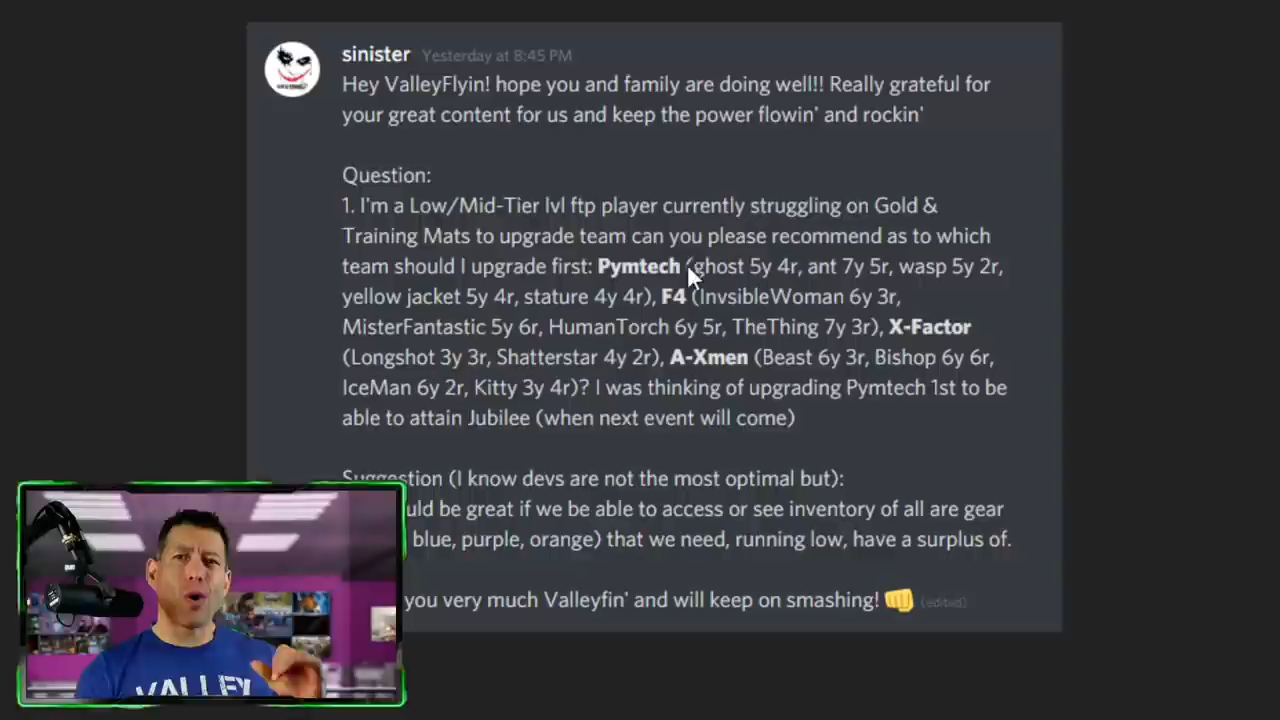 sinister Yesterday at 8:45 PM
Hey ValleyFlyin! hope you and family are doing well!! Really grateful for
your great content for us and keep the power flowin' and rockin'
Question:
1. I'm a Low/Mid-Tier lvl ftp player currently struggling on Gold &
Training Mats to upgrade team can you please recommend as to which
team should I upgrade first: Pymtech (ghost 5y 4r, ant 7y 5r, wasp 5y 2r,
yellow jacket 5y 4r, stature 4y 4r), F4 (InvsibleWoman 6y 3r,
MisterFantastic 5y 6r, HumanTorch 6y 5r, TheThing 7y 3r), X-Factor
(Longshot 3y 3r, Shatterstar 4y 2r), A-Xmen (Beast 6y 3r, Bishop 6y 6r,
IceMan 6y 2r, Kitty 3y 4r)? I was thinking of upgrading Pymtech 1st to be
able to attain Jubilee (when next event will come)
Suggestion (I know devs are not the most optimal but):
uld be great if we be able to access or see inventory of all are gear
blue, purple, orange) that we need, running low, have a surplus of.
you very much Valleyfin' and will keep on smashing! 👊 (edited)
VALLEY